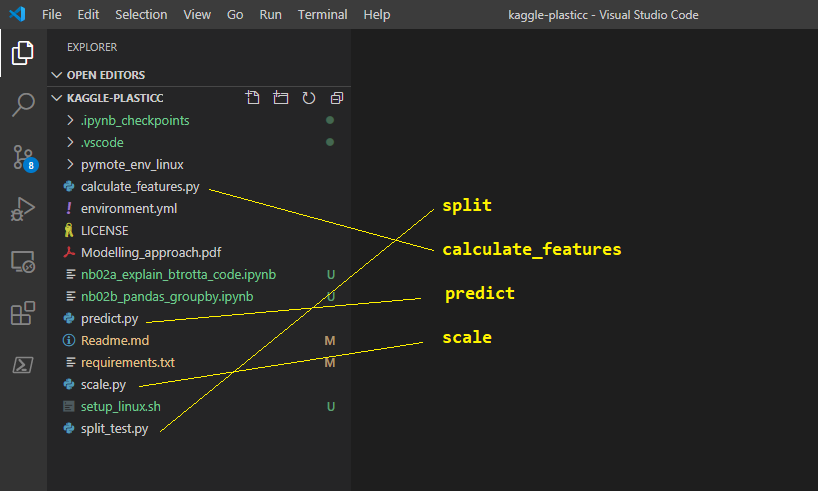 File Edit Selection View Go Run Terminal Help kaggle-plasticc - Visual Studio Code
EXPLORER
OPEN EDITORS
KAGGLE-PLASTICC
.ipynb_checkpoints
.vscode
8
pymote_env_linux
calculate_features.py
split
! environment.yml
LICENSE
calculate_features
Modelling_approach.pdf
nb02a_explain_btrotta_code.ipynb U
nb02b_pandas_groupby.ipynb U
predict
predict.py
Readme.md M
scale
requirements.txt M
scale.py
setup_linux.sh U
split_test.py